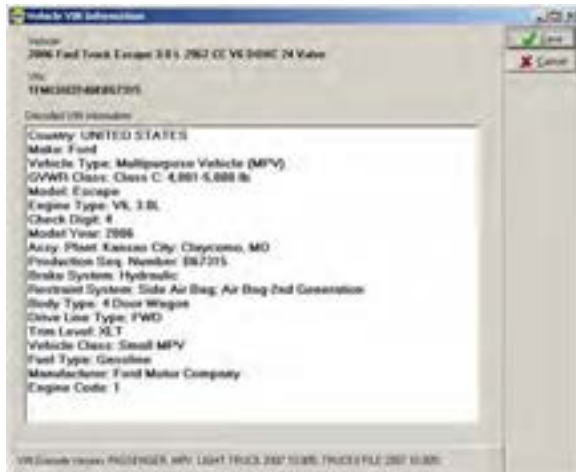 Vehicle VIN Information
Save
Cancel
Vehicle:
2006 Ford Truck Escape 3.0 L 2967 CC V6 DOHC 24 Valve
VIN:
Decoded VIN Information
Country: UNITED STATES
Make: Ford
Vehicle Type: Multipurpose Vehicle (MPV)
GVWR Class: Class C: 4,001-5,000 lb
Model: Escape
Engine Type: V6, 3.0L
Check Digit: 4
Model Year: 2006
Assy. Plant: Kansas City: Claycomo, MO
Production Seq. Number: B67315
Brake System: Hydraulic
Restraint System: Side Air Bag; Air Bag-2nd Generation
Body Type: 4 Door Wagon
Drive Line Type: FWD
Trim Level: XLT
Vehicle Class: Small MPV
Fuel Type: Gasoline
Manufacturer: Ford Motor Company
Engine Code: 1